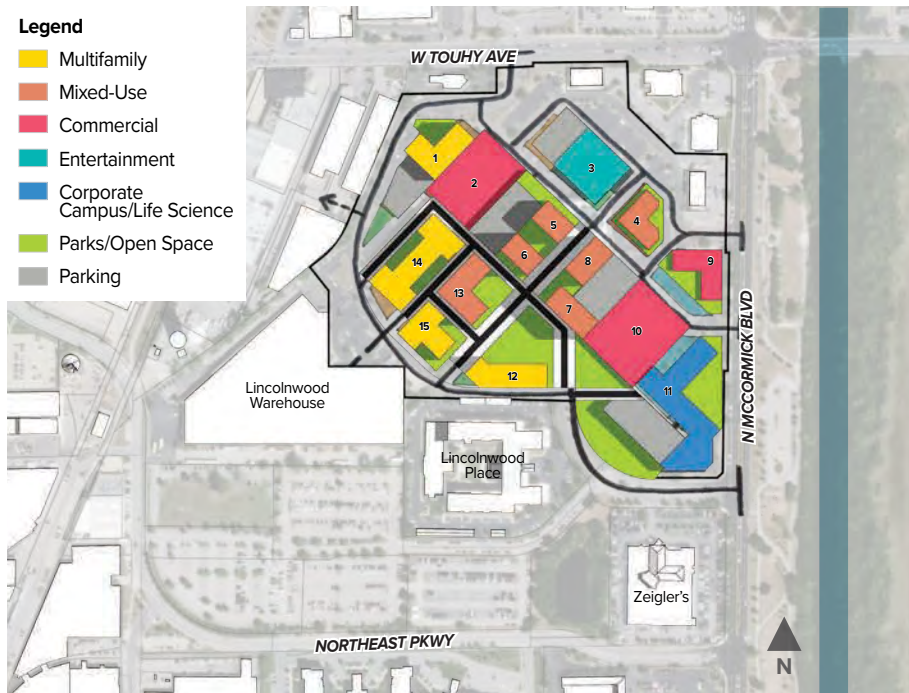 Legend
Multifamily
Mixed-Use
Commercial
Entertainment
Corporate
Campus/Life Science
Parks/Open Space
Parking
W TOUHY AVE
1
2
3
4
5
6
7
8
9
10
11
12
13
14
15
N MCCORMICK BLVD
Lincolnwood
Warehouse
Lincolnwood
Place
Zeigler's
NORTHEAST PKWY
N